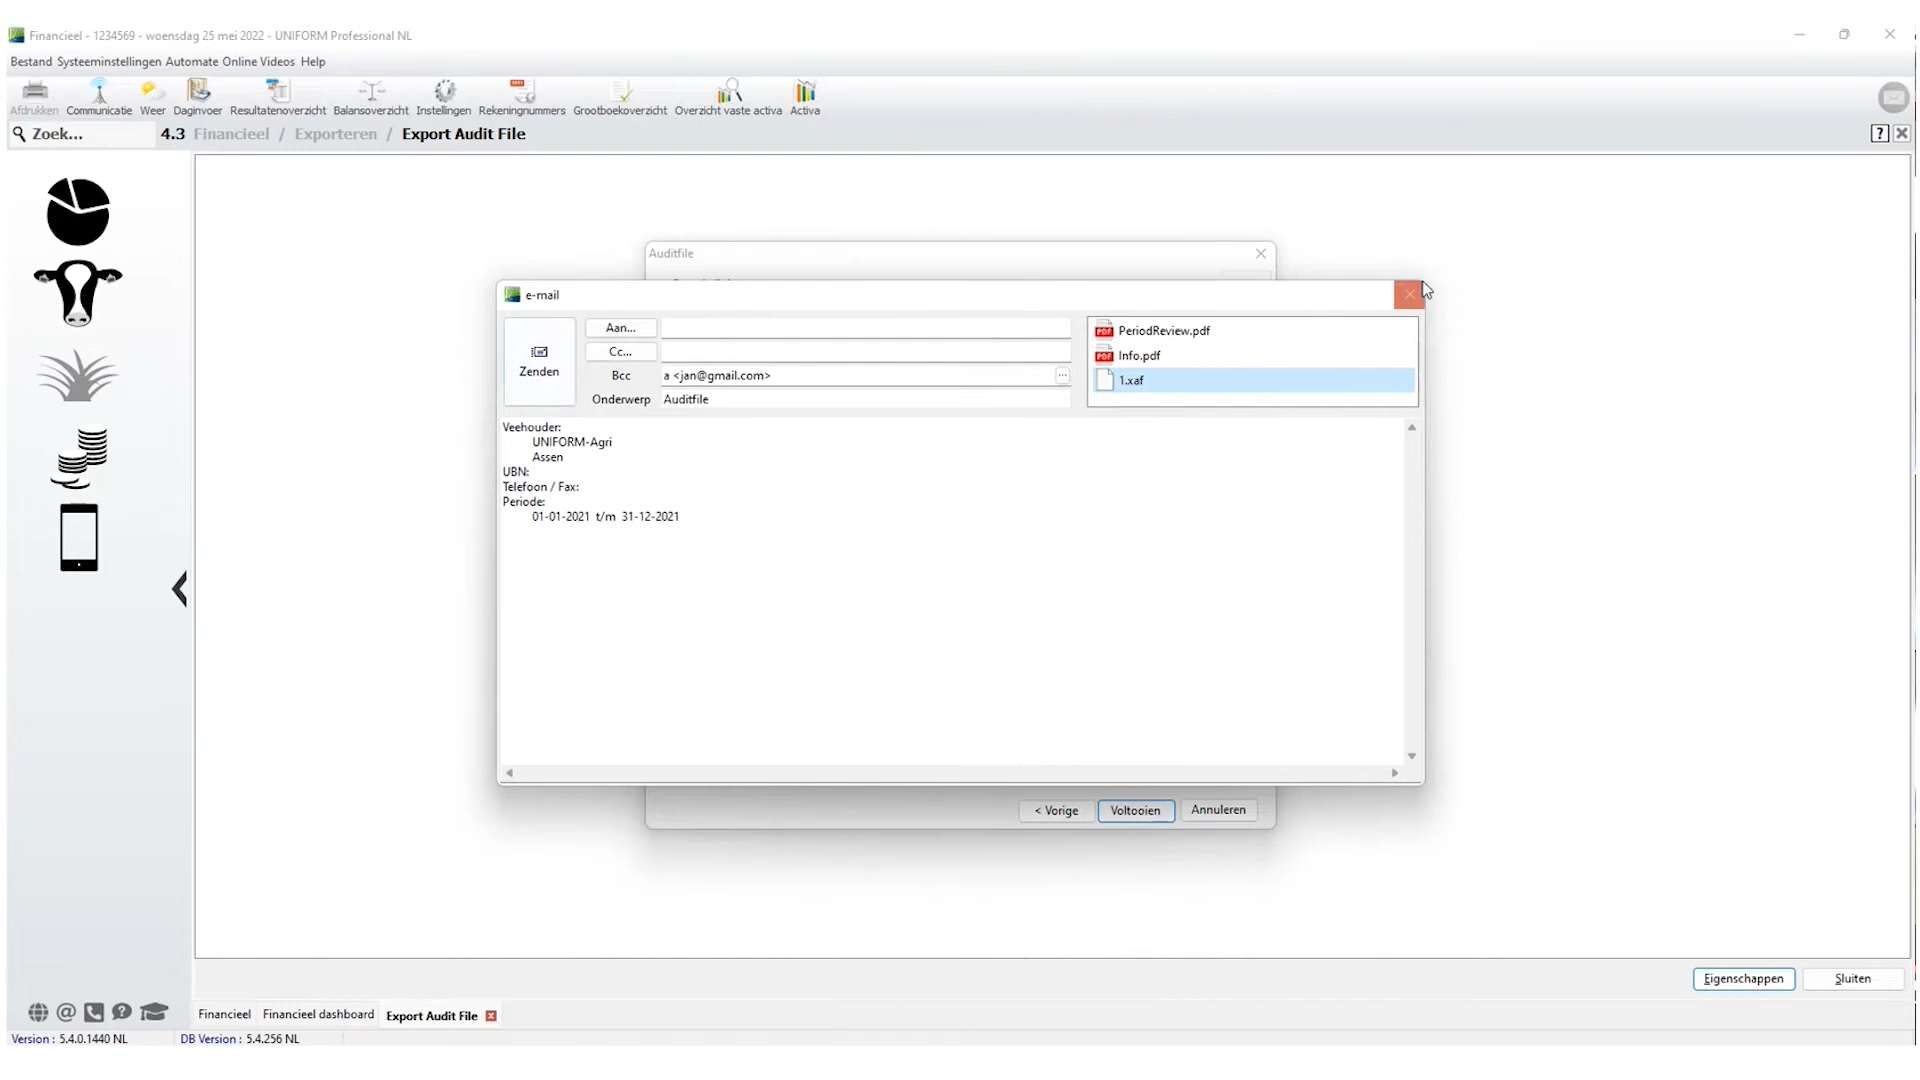 Financieel - 1234569 - woensdag 25 mei 2022 - UNIFORM Professional NL
Bestand Systeeminstellingen Automate Online Videos Help
Afdrukken Communicatie Weer Daginvoer Resultatenoverzicht Balansoverzicht Instellingen Rekeningnummers Grootboekoverzicht Overzicht vaste activa Activa
Zoek... 4.3 Financieel / Exporteren / Export Audit File
Auditfile
e-mail
Zenden
Aan...
Cc...
Bcc a <jan@gmail.com> ...
Onderwerp Auditfile
PDF PeriodReview.pdf
PDF Info.pdf
1.xaf
Veehouder:
UNIFORM-Agri
Assen
UBN:
Telefoon / Fax:
Periode:
01-01-2021 t/m 31-12-2021
< Vorige Voltooien Annuleren
Eigenschappen Sluiten
Financieel Financieel dashboard Export Audit File
Version : 5.4.0.1440 NL DB Version : 5.4.256 NL